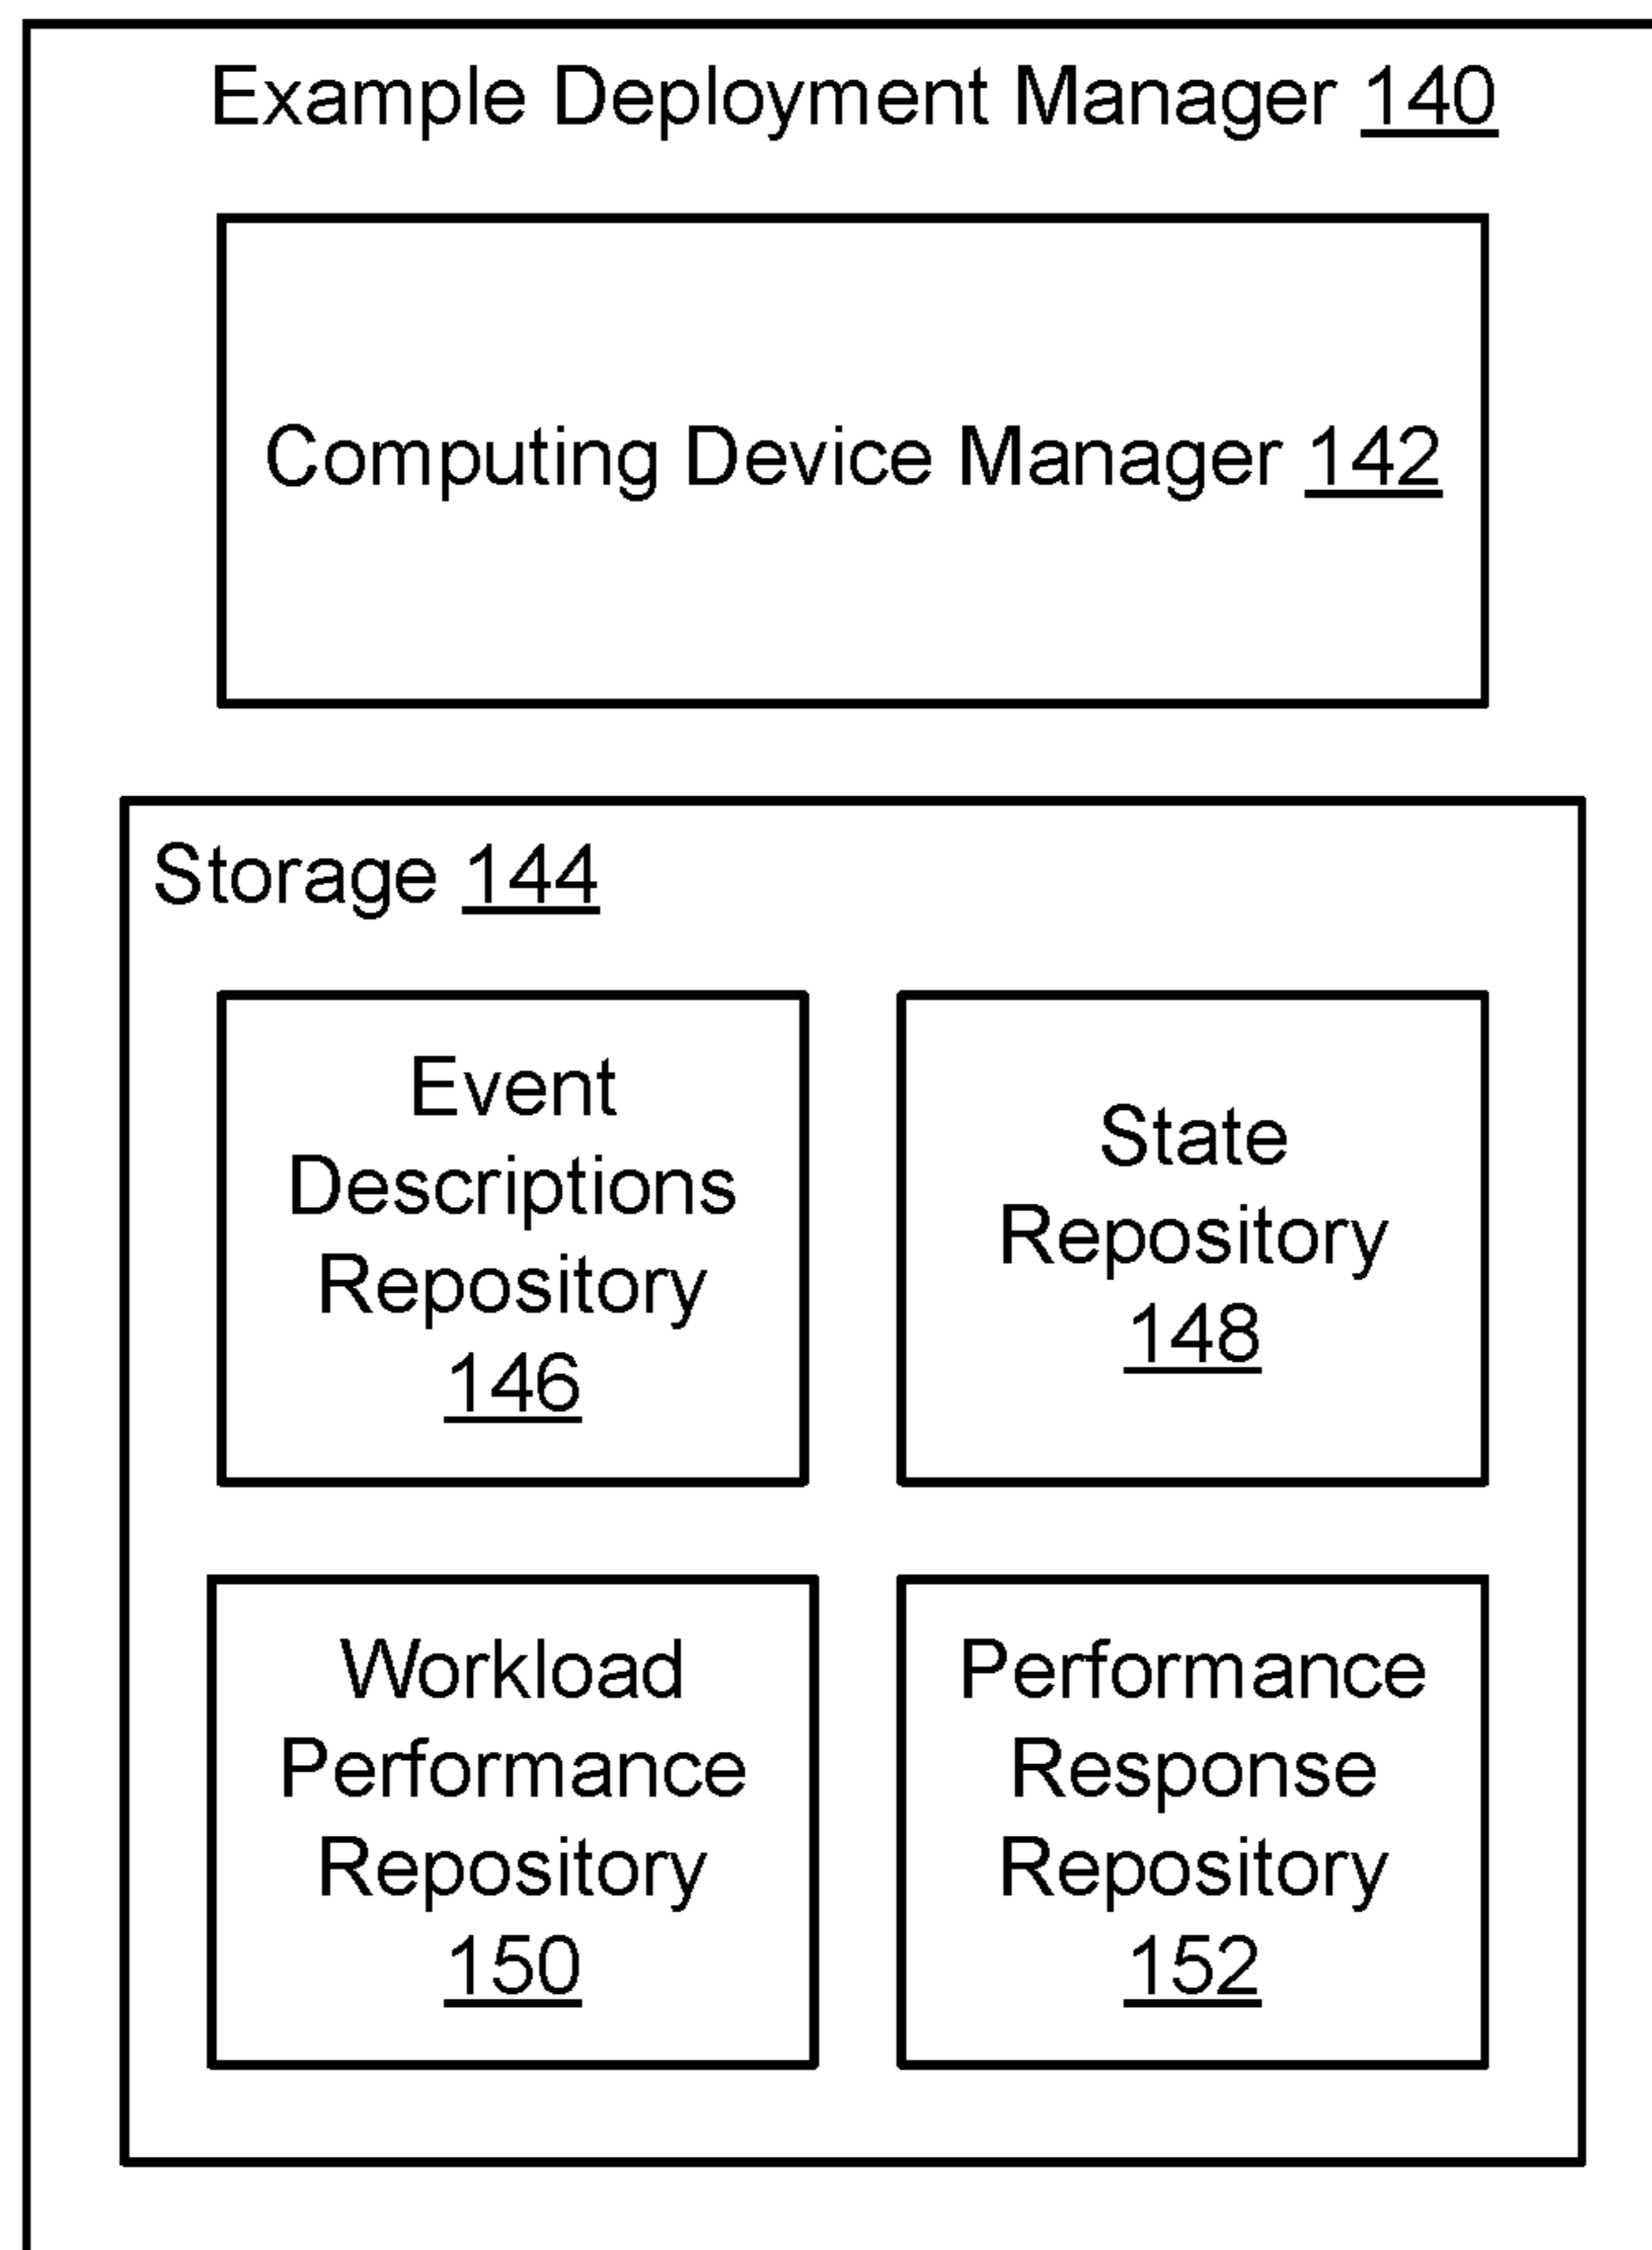 Example Deployment Manager 140
Computing Device Manager 142
Storage 144
Event
Descriptions
Repository
146
State
Repository
148
Workload
Performance
Repository
150
Performance
Response
Repository
152